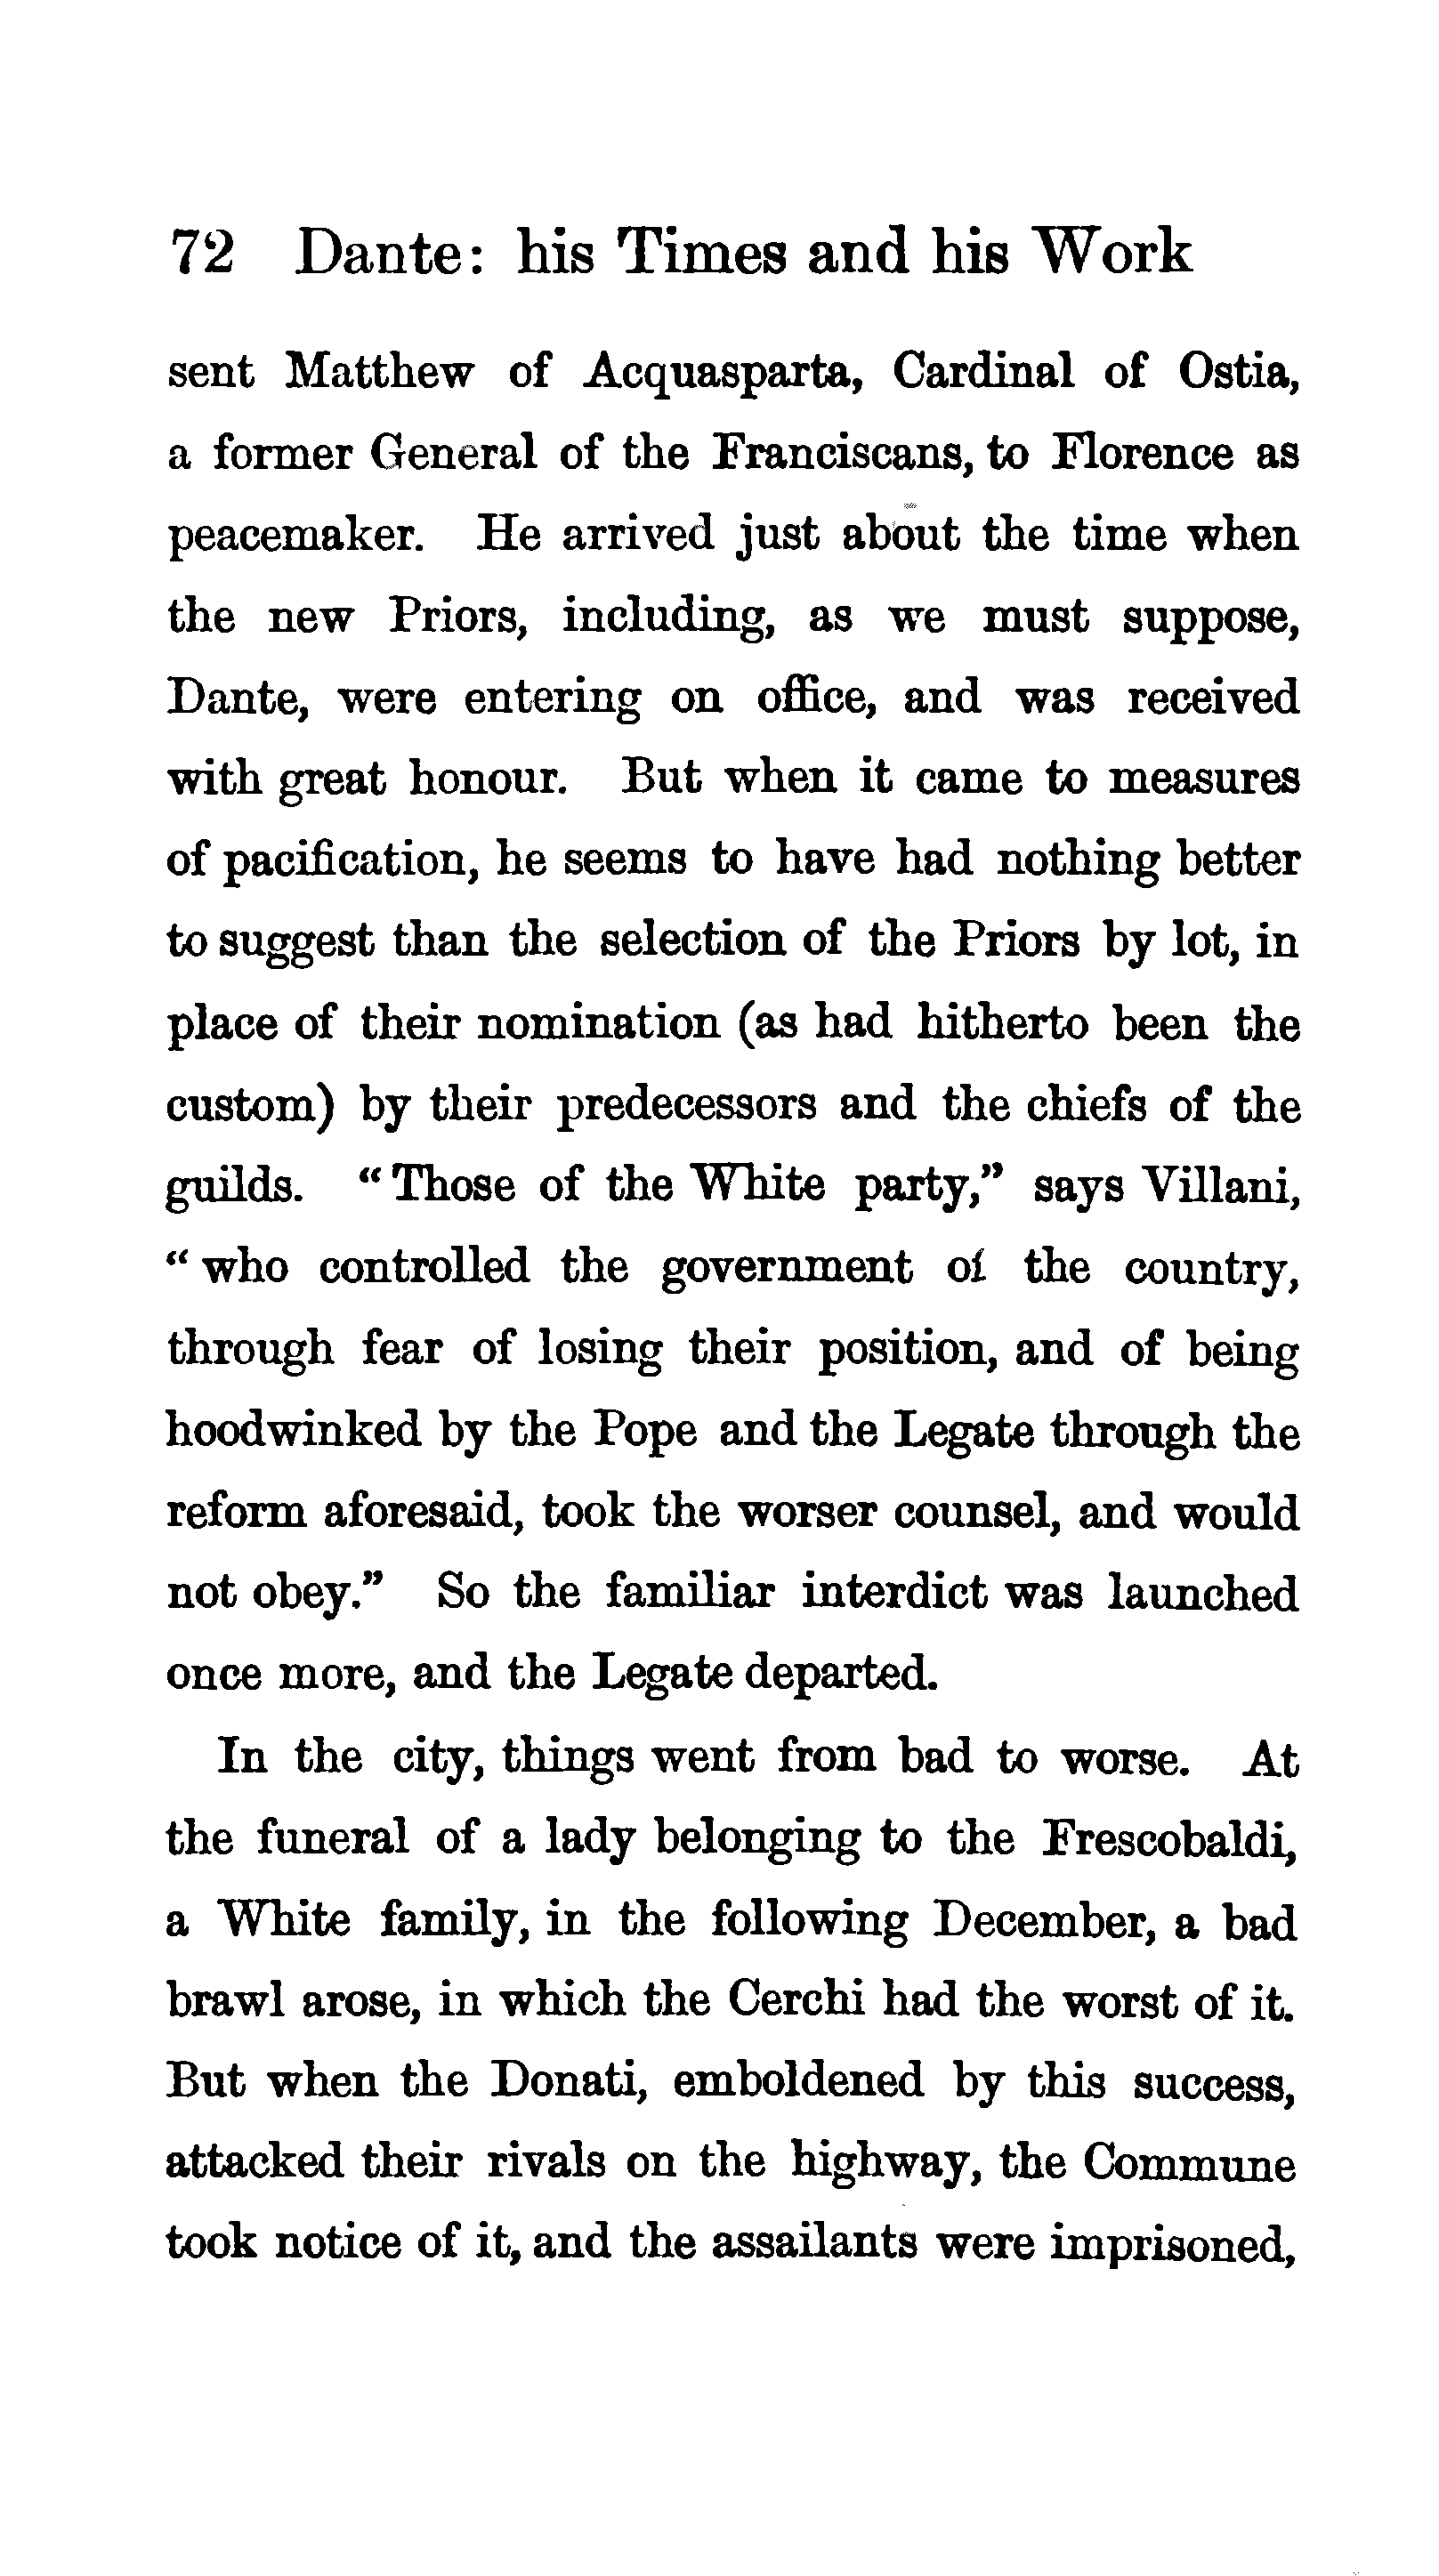 72 Dante: his Times and his Work
sent Matthew of Acquasparta, Cardinal of Ostia,
a former General of the Franciscans, to Florence as
peacemaker. He arrived just about the time when
the new Priors, including, as we must suppose,
Dante, were entering on office, and was received
with great honour. But when it came to measures
of pacification, he seems to have had nothing better
to suggest than the selection of the Priors by lot, in
place of their nomination (as had hitherto been the
custom) by their predecessors and the chiefs of the
guilds. “Those of the White party,” says Villani,
“who controlled the government of the country,
through fear of losing their position, and of being
hoodwinked by the Pope and the Legate through the
reform aforesaid, took the worser counsel, and would
not obey.” So the familiar interdict was launched
once more, and the Legate departed.
In the city, things went from bad to worse. At
the funeral of a lady belonging to the Frescobaldi,
a White family, in the following December, a bad
brawl arose, in which the Cerchi had the worst of it.
But when the Donati, emboldened by this success,
attacked their rivals on the highway, the Commune
took notice of it, and the assailants were imprisoned,